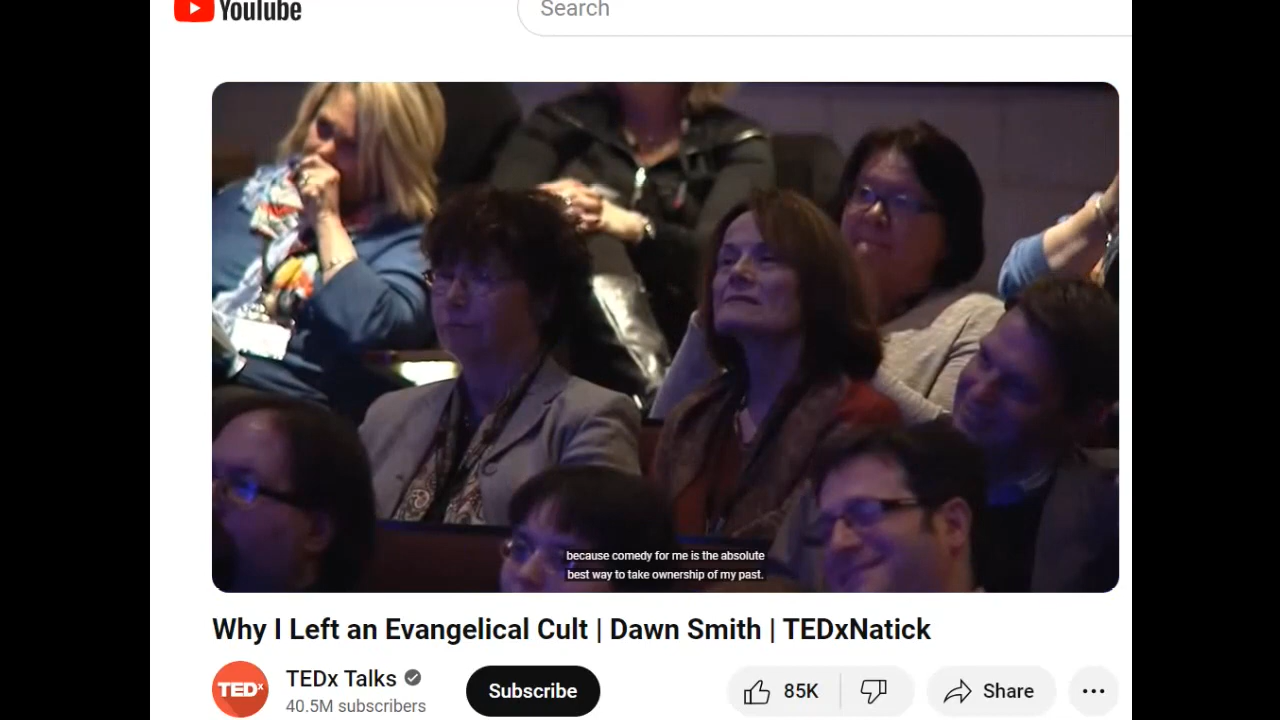 YouTube
Search
because comedy for me is the absolute
best way to take ownership of my past.
Why I Left an Evangelical Cult | Dawn Smith | TEDxNatick
TEDx
TEDx Talks
40.5M subscribers
Subscribe
85K
Share